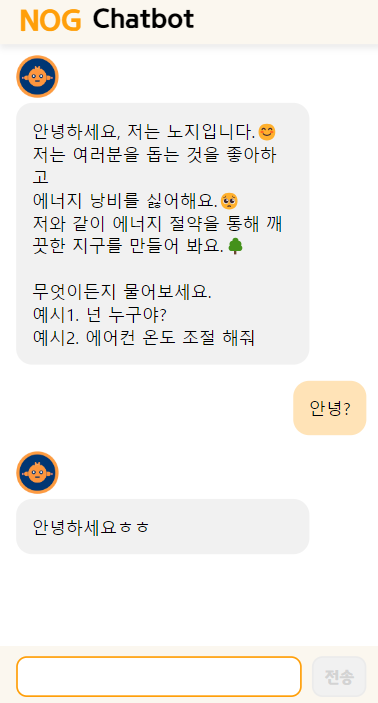 NOG Chatbot
안녕하세요, 저는 노지입니다.😊
저는 여러분을 돕는 것을 좋아하
고
에너지 낭비를 싫어해요.🥺
저와 같이 에너지 절약을 통해 깨
끗한 지구를 만들어 봐요.🌳
무엇이든지 물어보세요.
예시1. 넌 누구야?
예시2. 에어컨 온도 조절 해줘
안녕?
안녕하세요ㅎㅎ
전송